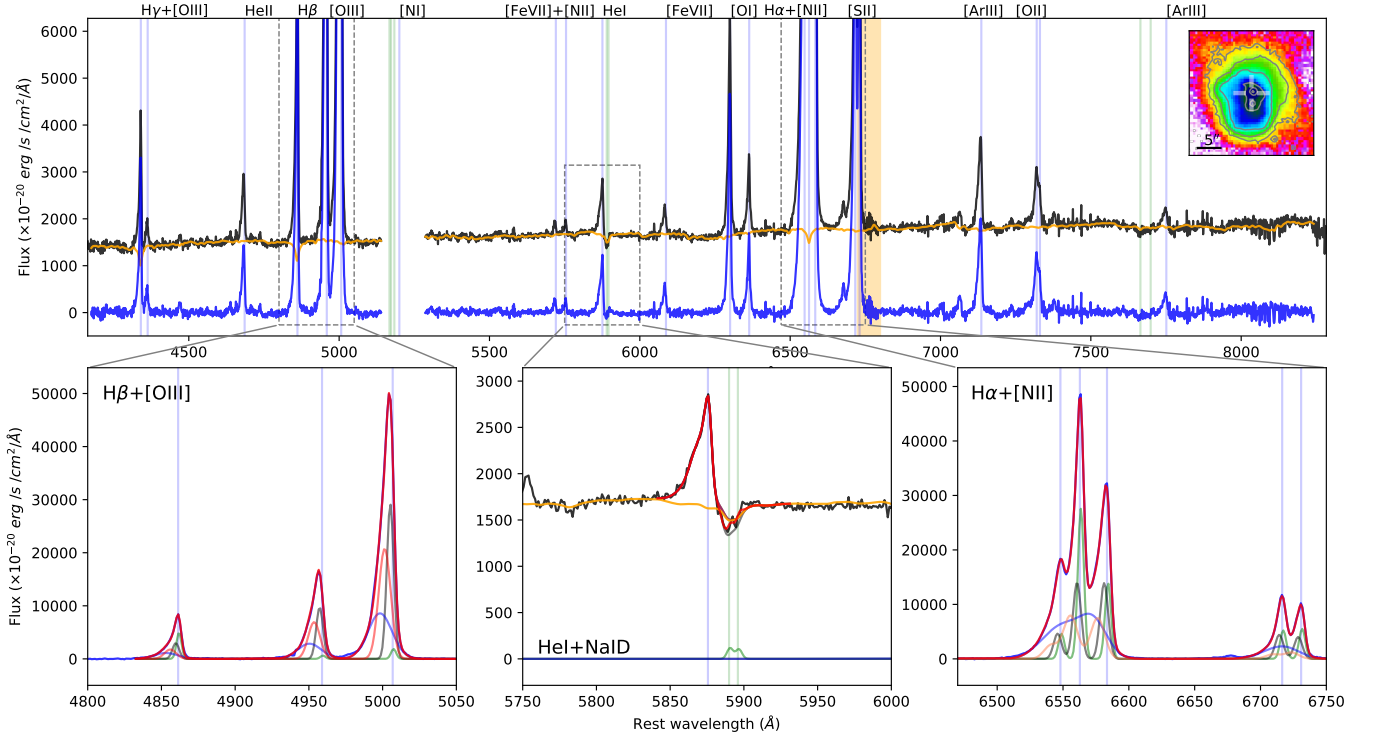 Hγ+[OIII] HeII Hβ [OIII] [NI] [FeVII]+[NII] HeI [FeVII] [OI] Hα+[NII] [SII] [ArIII] [OII] [ArIII]
Flux (×10⁻²⁰ erg /s /cm²/Å)
6000
5000
4000
3000
2000
1000
0
5"
4500 5000 5500 6000 6500 7000 7500 8000
Hβ+[OIII]
Flux (×10⁻²⁰ erg /s /cm²/Å)
50000
40000
30000
20000
10000
0
4800 4850 4900 4950 5000 5050
3000
2500
2000
1500
1000
500
0
HeI+NaID
5750 5800 5850 5900 5950 6000
Rest wavelength (Å)
Hα+[NII]
50000
40000
30000
20000
10000
0
6500 6550 6600 6650 6700 6750